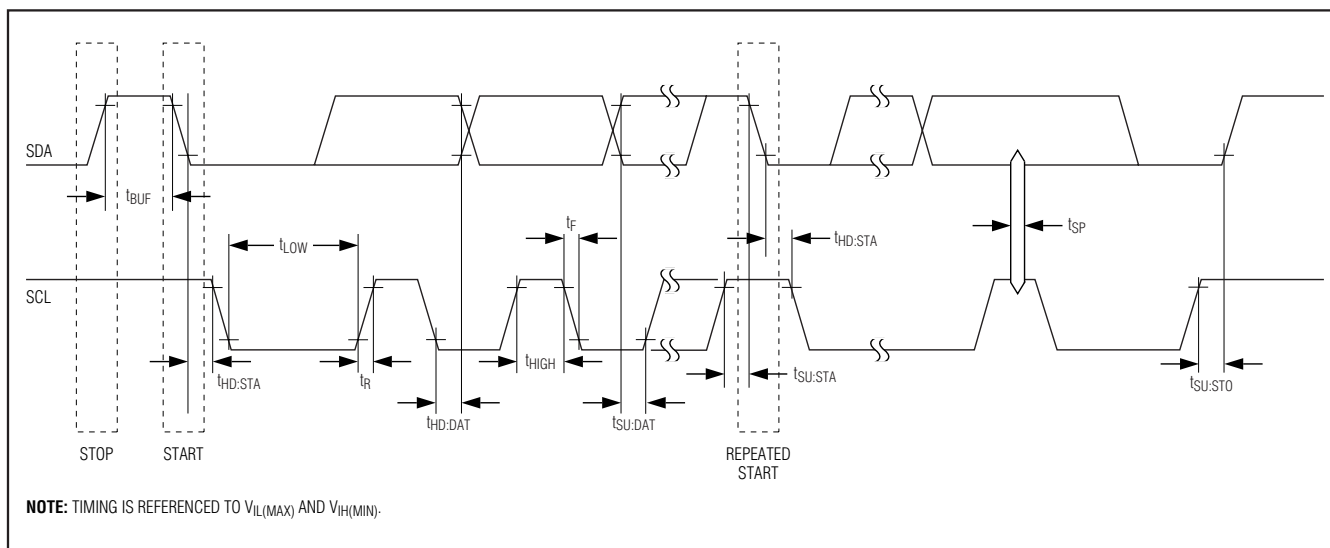 SDA
tBUF
tF
tSP
tLOW
tHD:STA
SCL
tHD:STA
tR
tHIGH
tSU:STA
tSU:STO
tHD:DAT
tSU:DAT
STOP
START
REPEATED
START
NOTE: TIMING IS REFERENCED TO VIL(MAX) AND VIH(MIN).